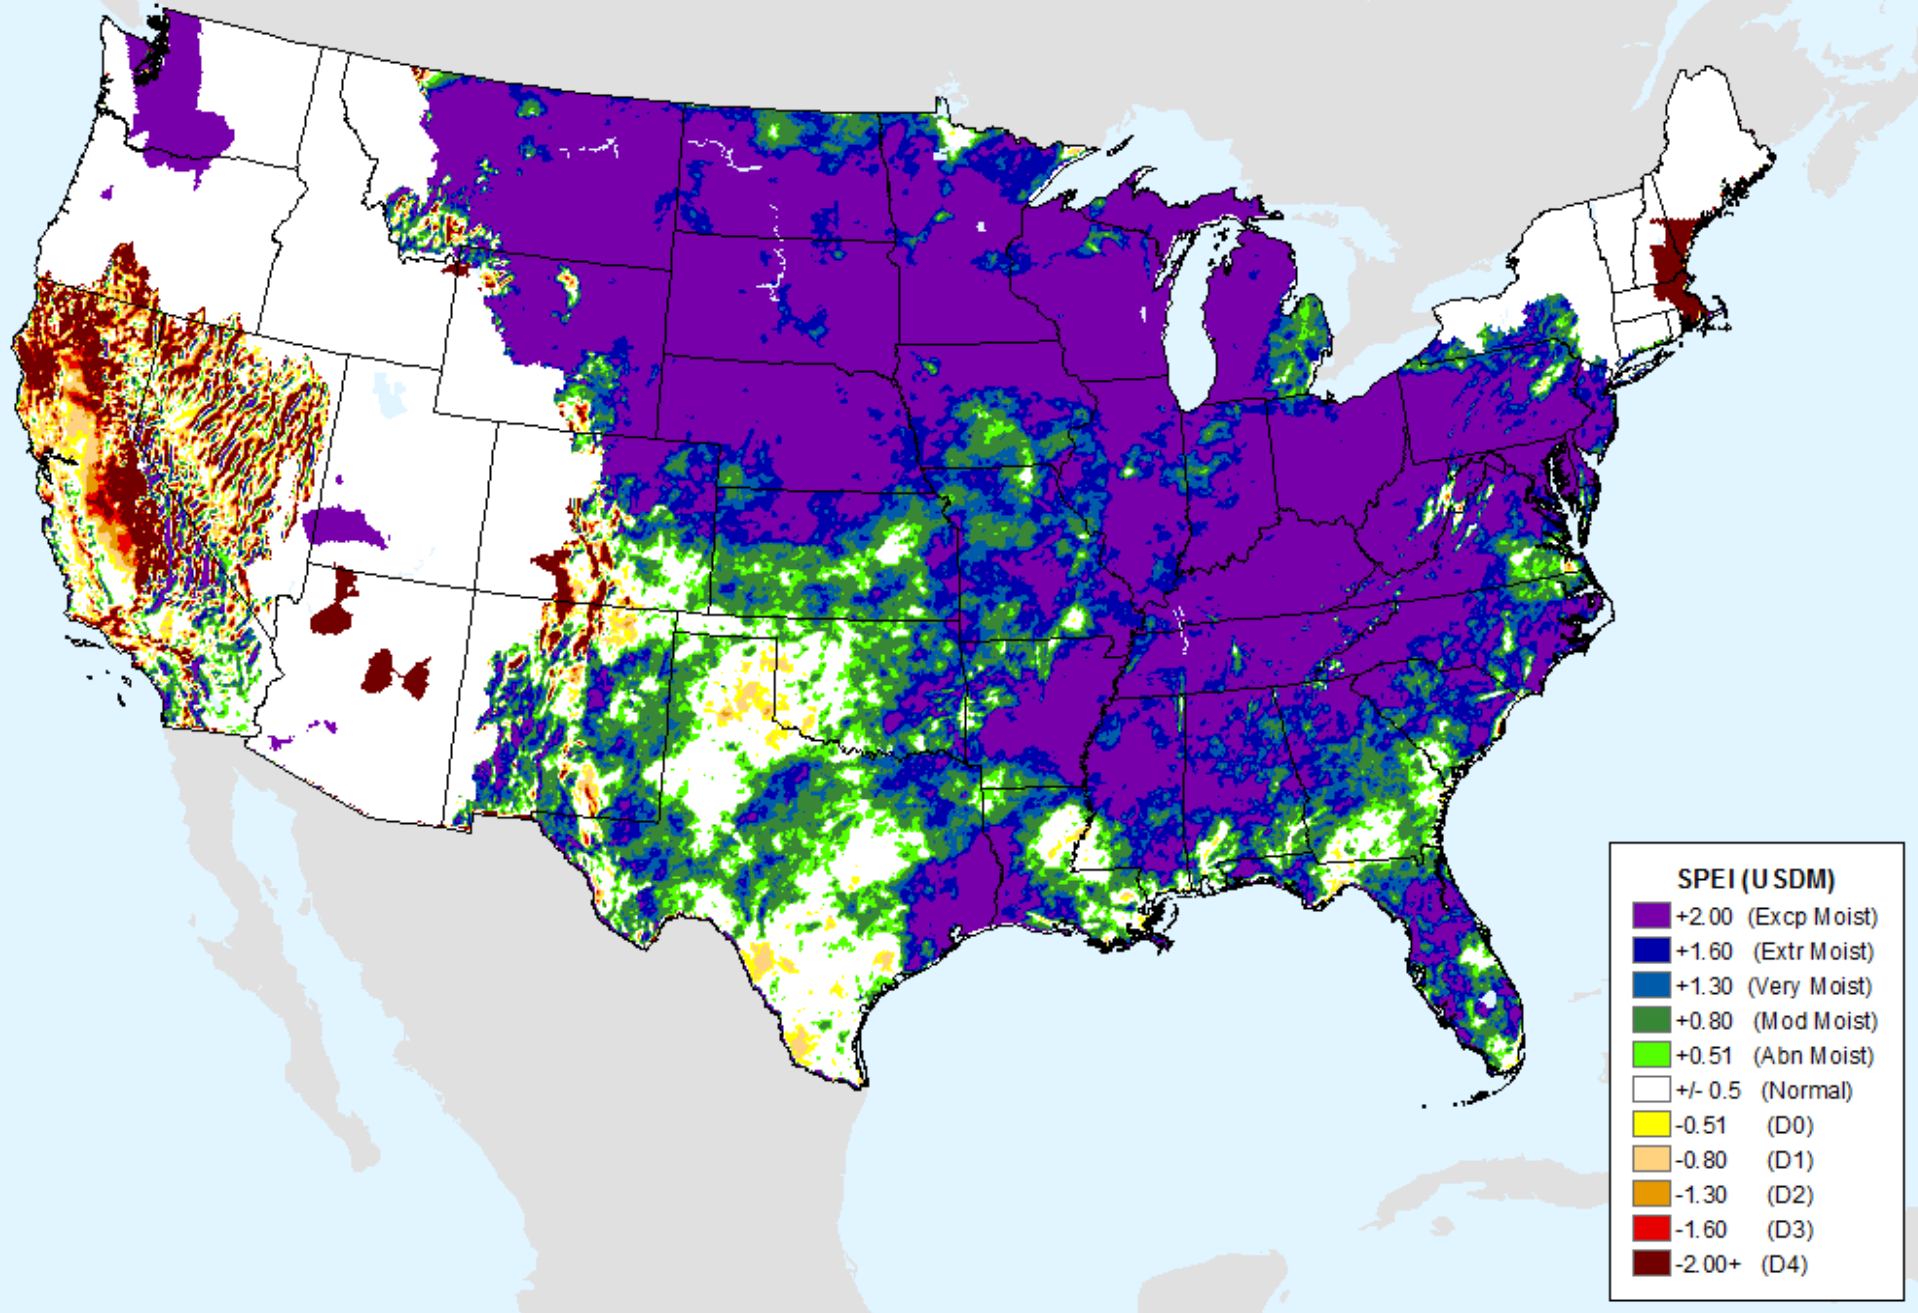 SPEI (USDM)
+2.00 (Excp Moist)
+1.60 (Extr Moist)
+1.30 (Very Moist)
+0.80 (Mod Moist)
+0.51 (Abn Moist)
+/- 0.5 (Normal)
-0.51 (D0)
-0.80 (D1)
-1.30 (D2)
-1.60 (D3)
-2.00+ (D4)